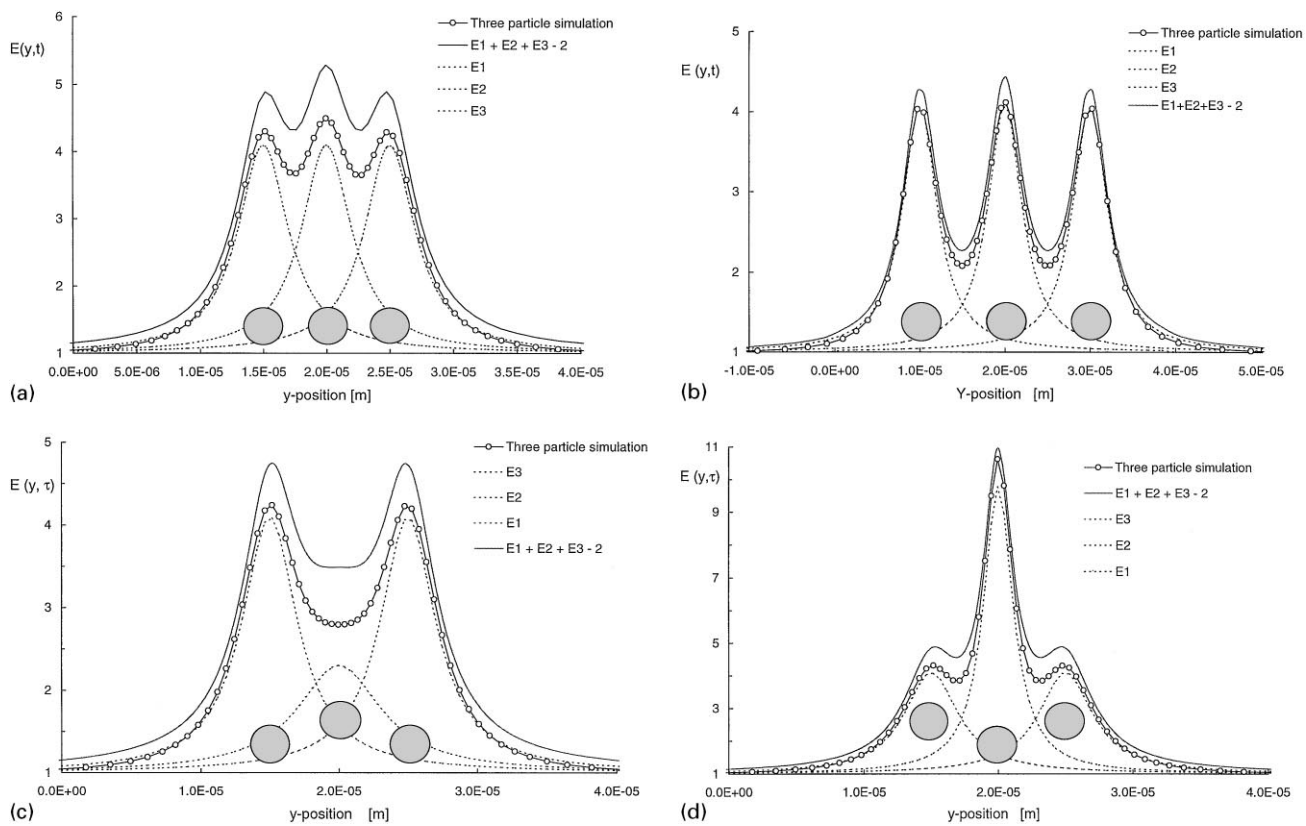 6
E(y,t)
5
4
3
2
1
0.0E+00 5.0E-06 1.0E-05 1.5E-05 2.0E-05 2.5E-05 3.0E-05 3.5E-05 4.0E-05
y-position [m]
Three particle simulation
E1 + E2 + E3 - 2
E1
E2
E3
(a)
5
E (y,t)
4
3
2
1
-1.0E-05 0.0E+00 1.0E-05 2.0E-05 3.0E-05 4.0E-05 5.0E-05
Y-position [m]
Three particle simulation
E1
E2
E3
E1+E2+E3 - 2
(b)
5
E (y, τ)
4
3
2
1
0.0E+00 1.0E-05 2.0E-05 3.0E-05 4.0E-05
y-position [m]
Three particle simulation
E3
E2
E1
E1 + E2 + E3 - 2
(c)
11
E (y,τ)
9
7
5
3
1
0.0E+00 1.0E-05 2.0E-05 3.0E-05 4.0E-05
y-position [m]
Three particle simulation
E1 + E2 + E3 - 2
E3
E2
E1
(d)